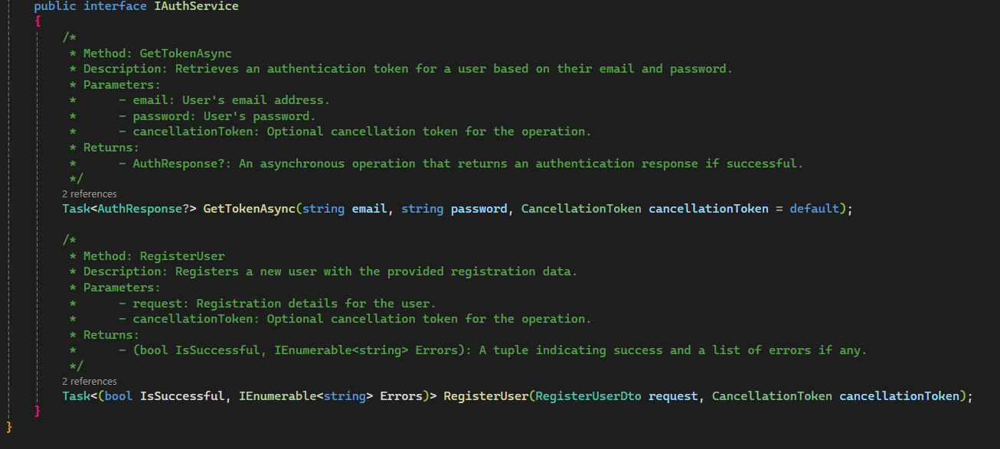 public interface IAuthService
{
/*
* Method: GetTokenAsync
* Description: Retrieves an authentication token for a user based on their email and password.
* Parameters:
*      - email: User's email address.
*      - password: User's password.
*      - cancellationToken: Optional cancellation token for the operation.
* Returns:
*      - AuthResponse?: An asynchronous operation that returns an authentication response if successful.
*/
2 references
Task<AuthResponse?> GetTokenAsync(string email, string password, CancellationToken cancellationToken = default);
/*
* Method: RegisterUser
* Description: Registers a new user with the provided registration data.
* Parameters:
*      - request: Registration details for the user.
*      - cancellationToken: Optional cancellation token for the operation.
* Returns:
*      - (bool IsSuccessful, IEnumerable<string> Errors): A tuple indicating success and a list of errors if any.
*/
2 references
Task<(bool IsSuccessful, IEnumerable<string> Errors)> RegisterUser(RegisterUserDto request, CancellationToken cancellationToken);
}
}